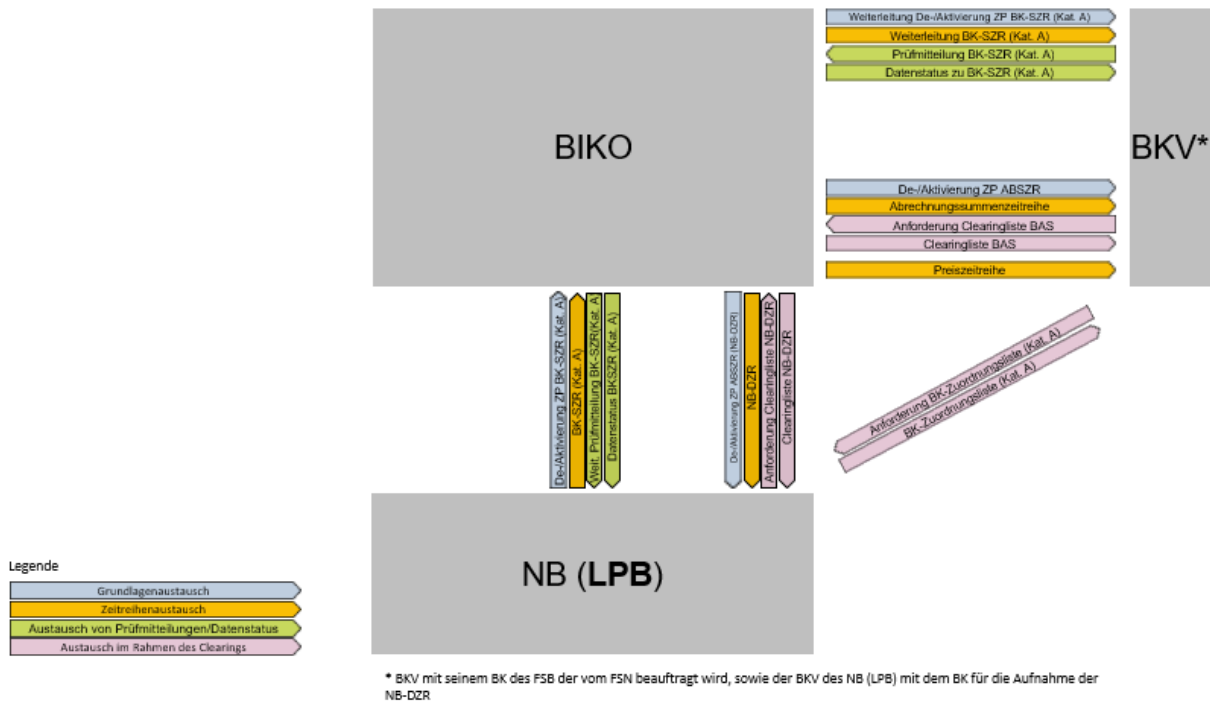 Weiterleitung De-/Aktivierung ZP BK-SZR (Kat. A)
Weiterleitung BK-SZR (Kat. A)
Prüfmitteilung BK-SZR (Kat. A)
Datenstatus zu BK-SZR (Kat. A)
BIKO
BKV*
De-/Aktivierung ZP ABSZR
Abrechnungssummenzeitreihe
Anforderung Clearingliste BAS
Clearingliste BAS
Preiszeitreihe
De-/Aktivierung ZP BK-SZR (Kat. A)
BK-SZR (Kat. A)
Weit. Prüfmitteilung BK-SZR(Kat. A)
Datenstatus BKSZR (Kat. A)
De-/Aktivierung ZP ABSZR (NB-DZR)
NB-DZR
Anforderung Clearingliste NB-DZR
Clearingliste NB-DZR
Anforderung BK-Zuordnungsliste (Kat. A)
BK-Zuordnungsliste (Kat. A)
NB (LPB)
Legende
Grundlagenaustausch
Zeitreihenaustausch
Austausch von Prüfmitteilungen/Datenstatus
Austausch im Rahmen des Clearings
* BKV mit seinem BK des FSB der vom FSN beauftragt wird, sowie der BKV des NB (LPB) mit dem BK für die Aufnahme der
NB-DZR